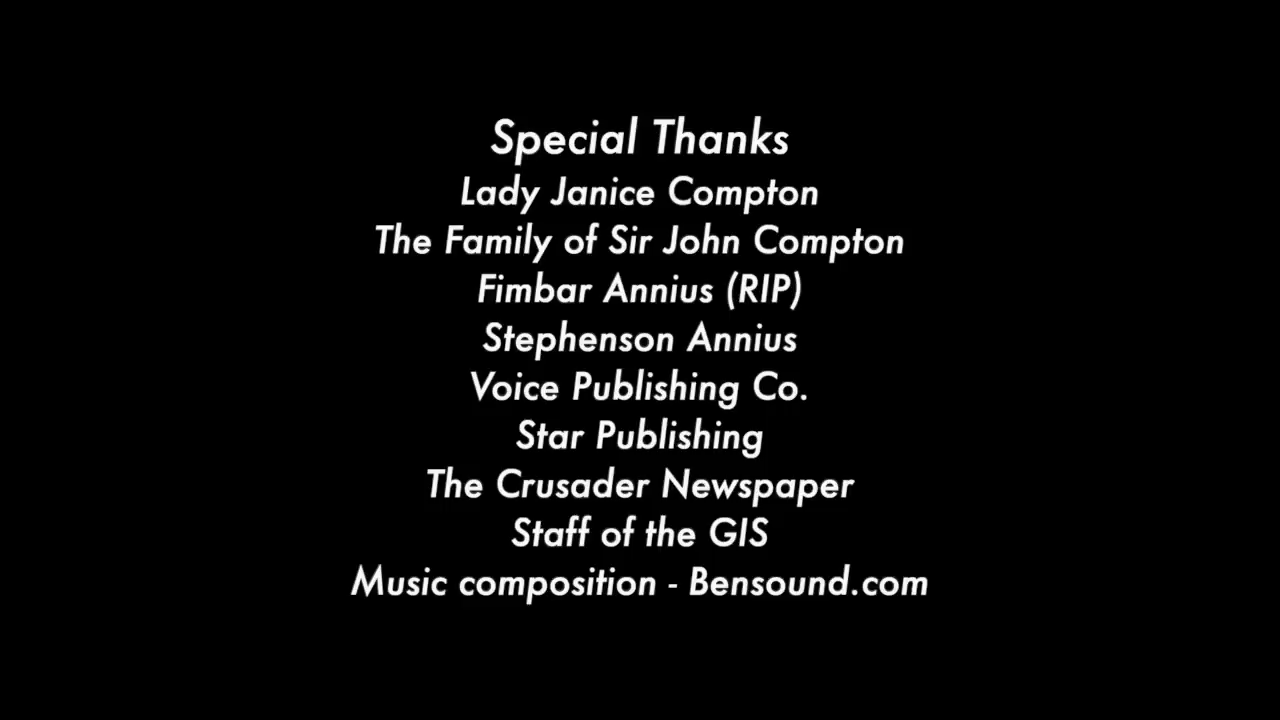 Special Thanks
Lady Janice Compton
The Family of Sir John Compton
Fimbar Annius (RIP)
Stephenson Annius
Voice Publishing Co.
Star Publishing
The Crusader Newspaper
Staff of the GIS
Music composition - Bensound.com